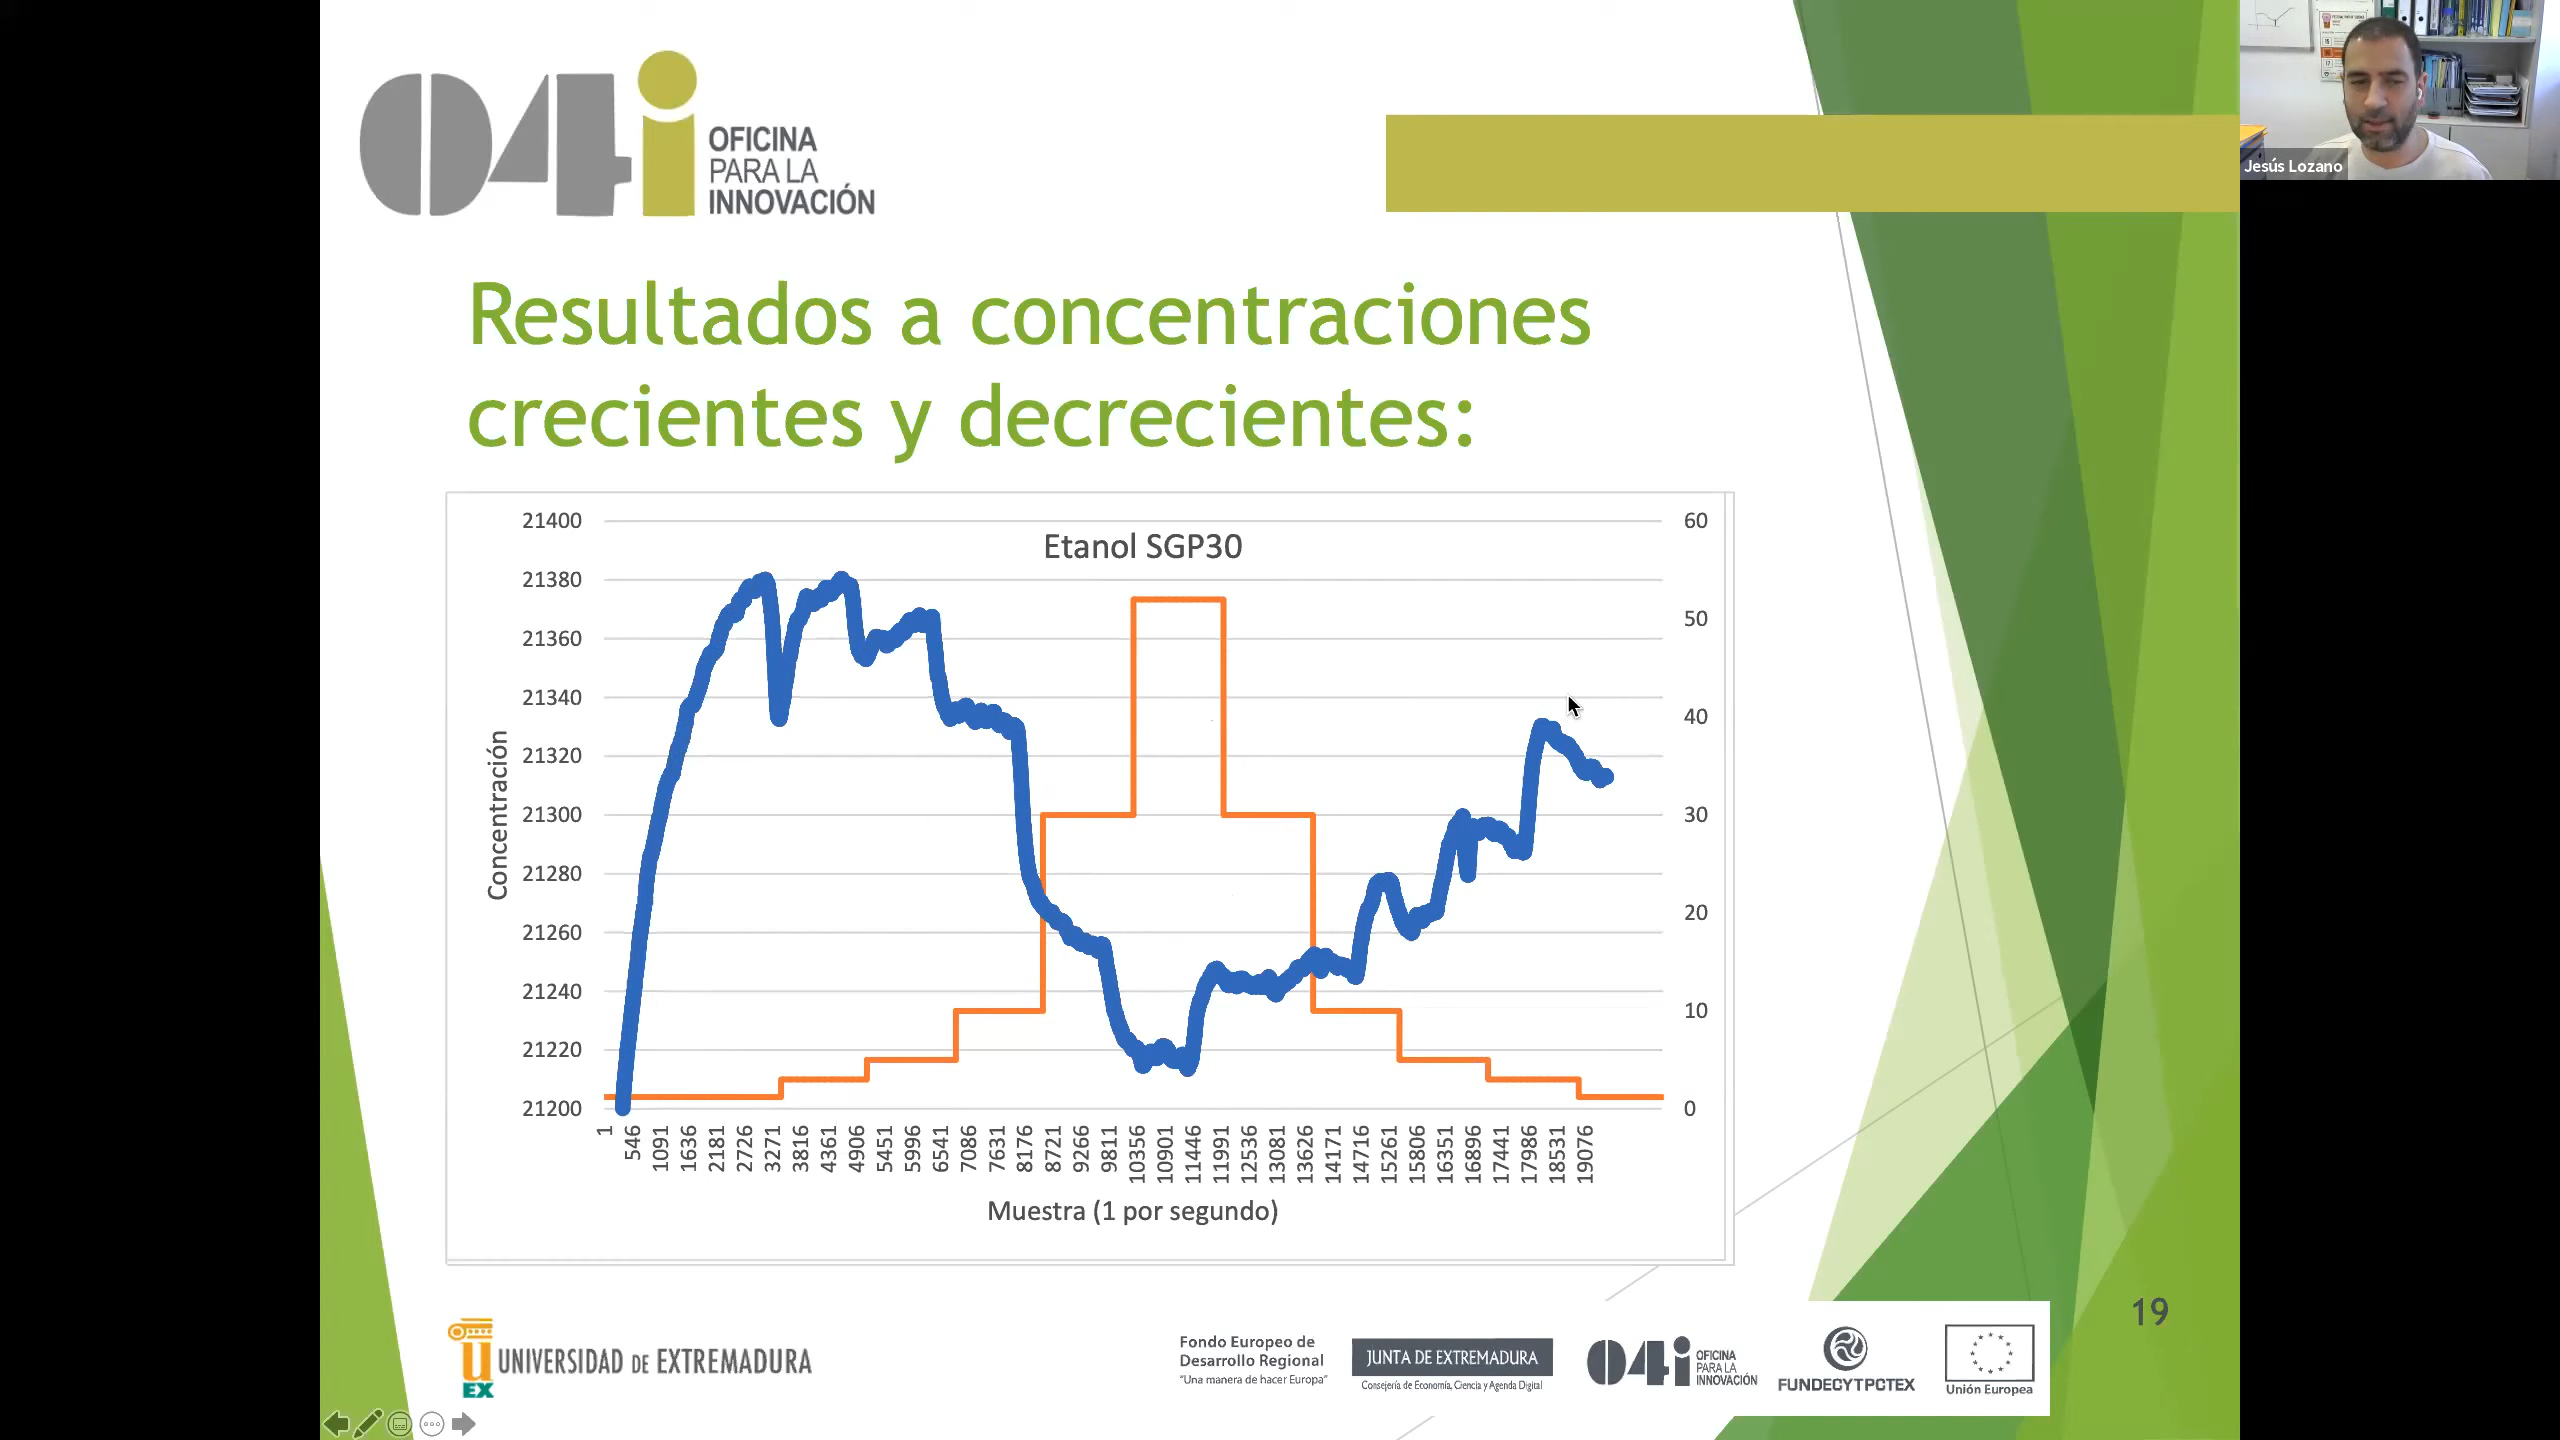 04i
OFICINA
PARA LA
INNOVACIÓN
Jesús Lozano
Resultados a concentraciones
crecientes y decrecientes:
Etanol SGP30
Concentración
21400
21380
21360
21340
21320
21300
21280
21260
21240
21220
21200
60
50
40
30
20
10
0
1 546 1091 1636 2181 2726 3271 3816 4361 4906 5451 5996 6541 7086 7631 8176 8721 9266 9811 10356 10901 11446 11991 12536 13081 13626 14171 14716 15261 15806 16351 16896 17441 17986 18531 19076
Muestra (1 por segundo)
19
UEX
UNIVERSIDAD DE EXTREMADURA
Fondo Europeo de
Desarrollo Regional
"Una manera de hacer Europa"
JUNTA DE EXTREMADURA
Consejería de Economía, Ciencia y Agenda Digital
04i
OFICINA
PARA LA
INNOVACIÓN
FUNDECYTPCTEX
Unión Europea